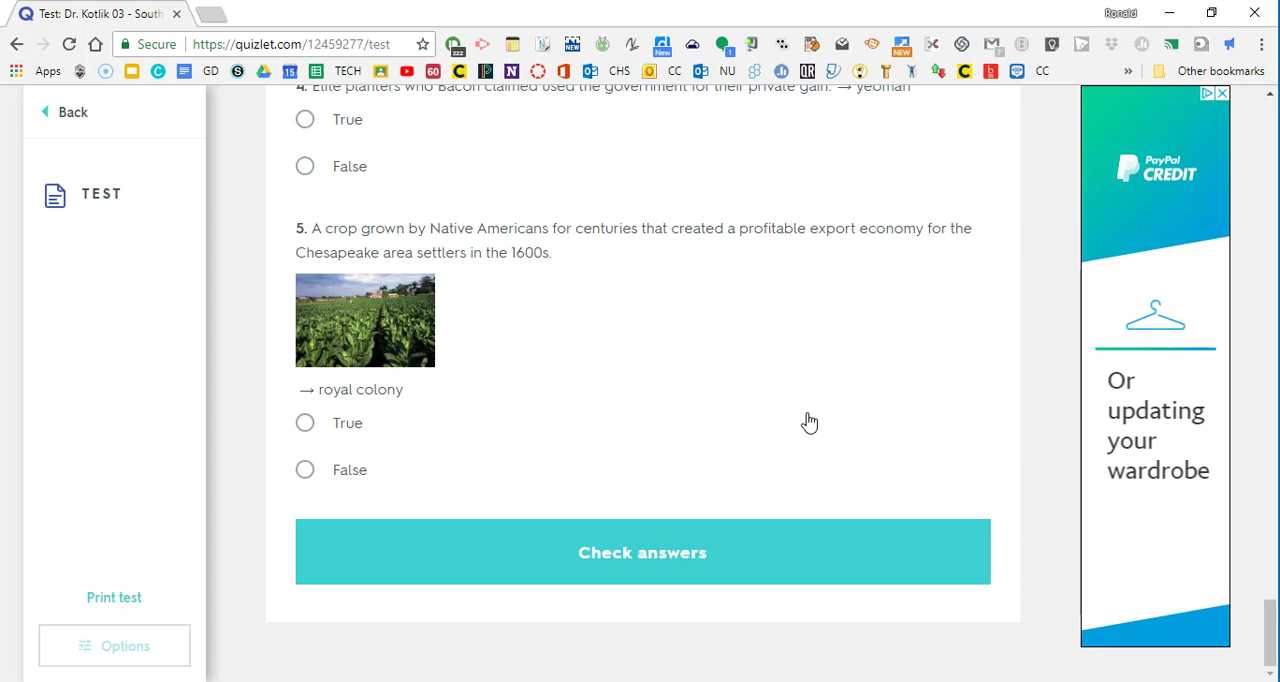 Test: Dr. Kotlik 03 - South
Ronald
Secure
https://quizlet.com/12459277/test
Apps
GD
15
TECH
60
CHS
CC
NU
CC
» Other bookmarks
Back
TEST
Print test
Options
4. Elite planters who Bacon claimed used the government for their private gain. → yeoman
True
False
5. A crop grown by Native Americans for centuries that created a profitable export economy for the
Chesapeake area settlers in the 1600s.
→ royal colony
True
False
Check answers
PayPal
CREDIT
Or
updating
your
wardrobe